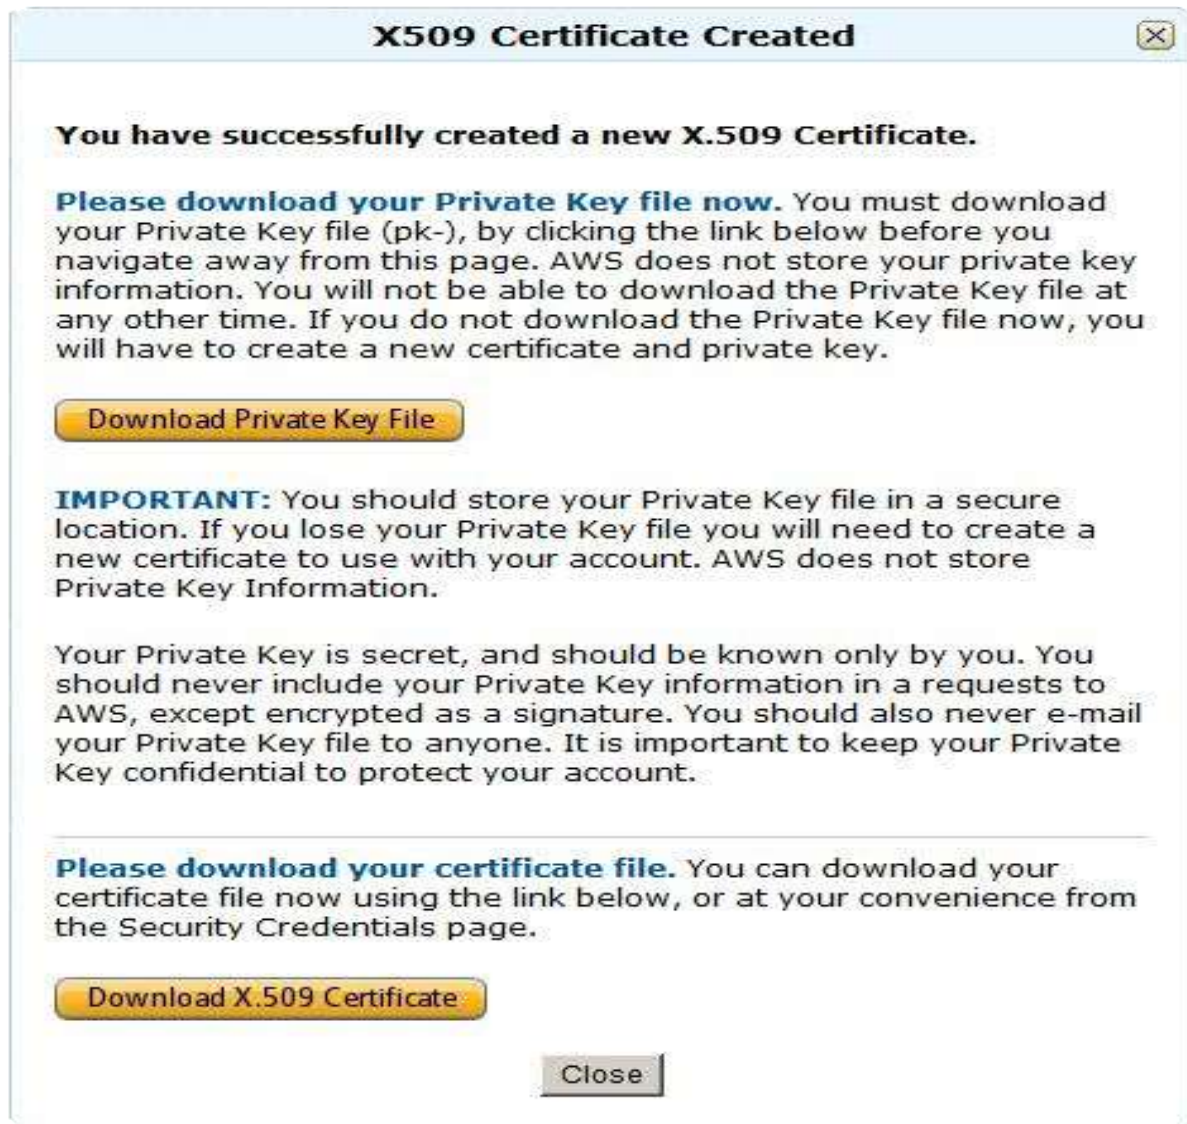 X509 Certificate Created
You have successfully created a new X.509 Certificate.
Please download your Private Key file now. You must download
your Private Key file (pk-), by clicking the link below before you
navigate away from this page. AWS does not store your private key
information. You will not be able to download the Private Key file at
any other time. If you do not download the Private Key file now, you
will have to create a new certificate and private key.
Download Private Key File
IMPORTANT: You should store your Private Key file in a secure
location. If you lose your Private Key file you will need to create a
new certificate to use with your account. AWS does not store
Private Key Information.
Your Private Key is secret, and should be known only by you. You
should never include your Private Key information in a requests to
AWS, except encrypted as a signature. You should also never e-mail
your Private Key file to anyone. It is important to keep your Private
Key confidential to protect your account.
Please download your certificate file. You can download your
certificate file now using the link below, or at your convenience from
the Security Credentials page.
Download X.509 Certificate
Close